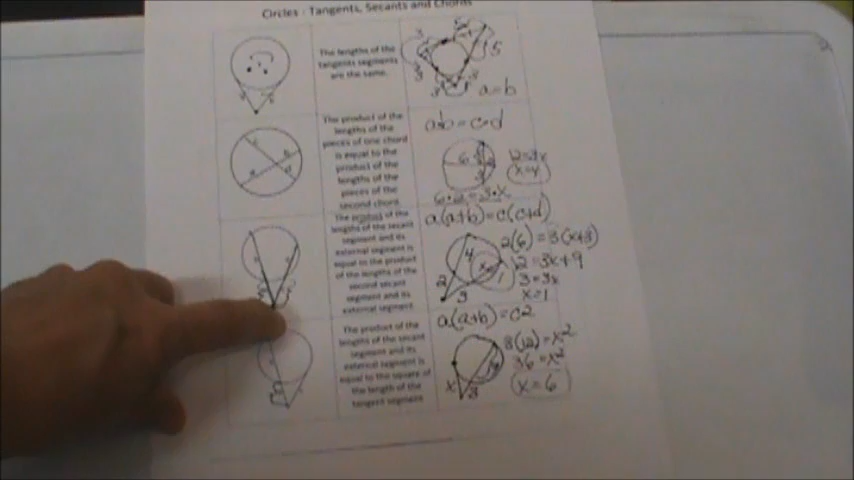 Circles - Tangents, Secants and Chords
The lengths of the
tangents segments
are the same.
a=b
The product of the
lengths of the
pieces of one chord
is equal to the
product of the
lengths of the
pieces of the
second chord.
a·b=c·d
12=3x
x=4
6·2=3·x
The product of the
lengths of the secant
segment and its
external segment is
equal to the product
of the lengths of the
second secant
segment and its
external segment.
a(a+b)=c(c+d)
2(6)=3(x+3)
12=3x+9
3=3x
x=1
The product of the
lengths of the secant
segment and its
external segment is
equal to the square of
the length of the
tangent segment
a(a+b)=c2
36=x²
x=6